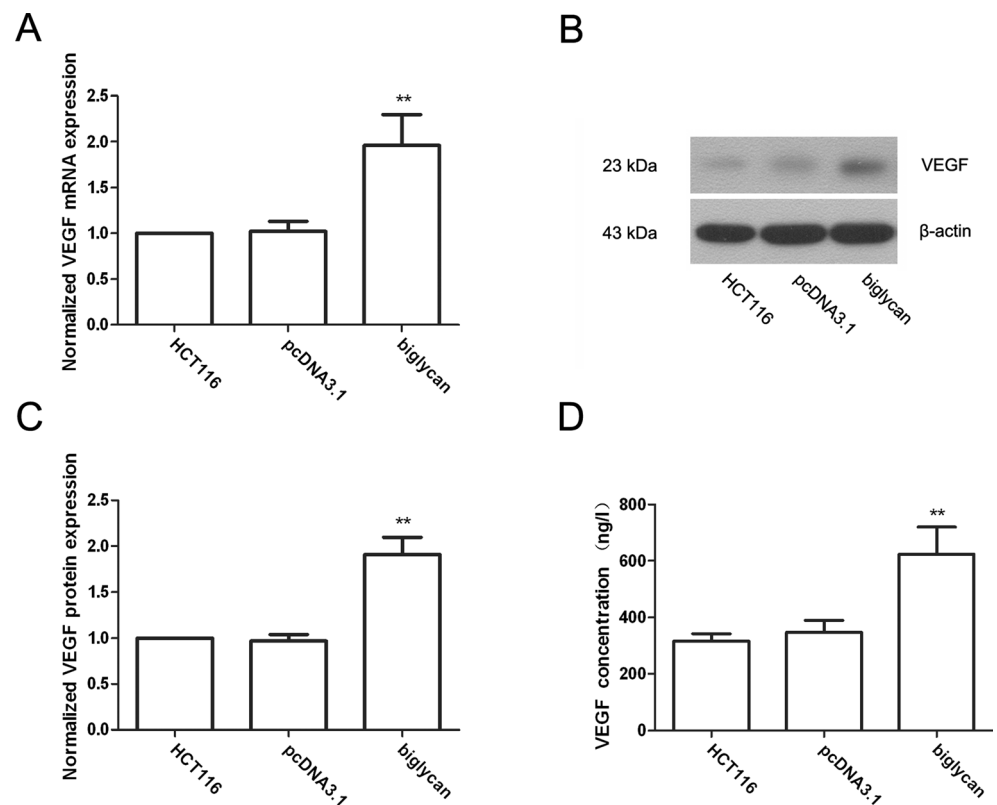 A
Normalized VEGF mRNA expression
2.5
2.0
1.5
1.0
0.5
0.0
**
HCT116
pcDNA3.1
biglycan
B
23 kDa
VEGF
43 kDa
β-actin
HCT116
pcDNA3.1
biglycan
C
Normalized VEGF protein expression
2.5
2.0
1.5
1.0
0.5
0.0
**
HCT116
pcDNA3.1
biglycan
D
VEGF concentration（ng/l）
800
600
400
200
0
**
HCT116
pcDNA3.1
biglycan